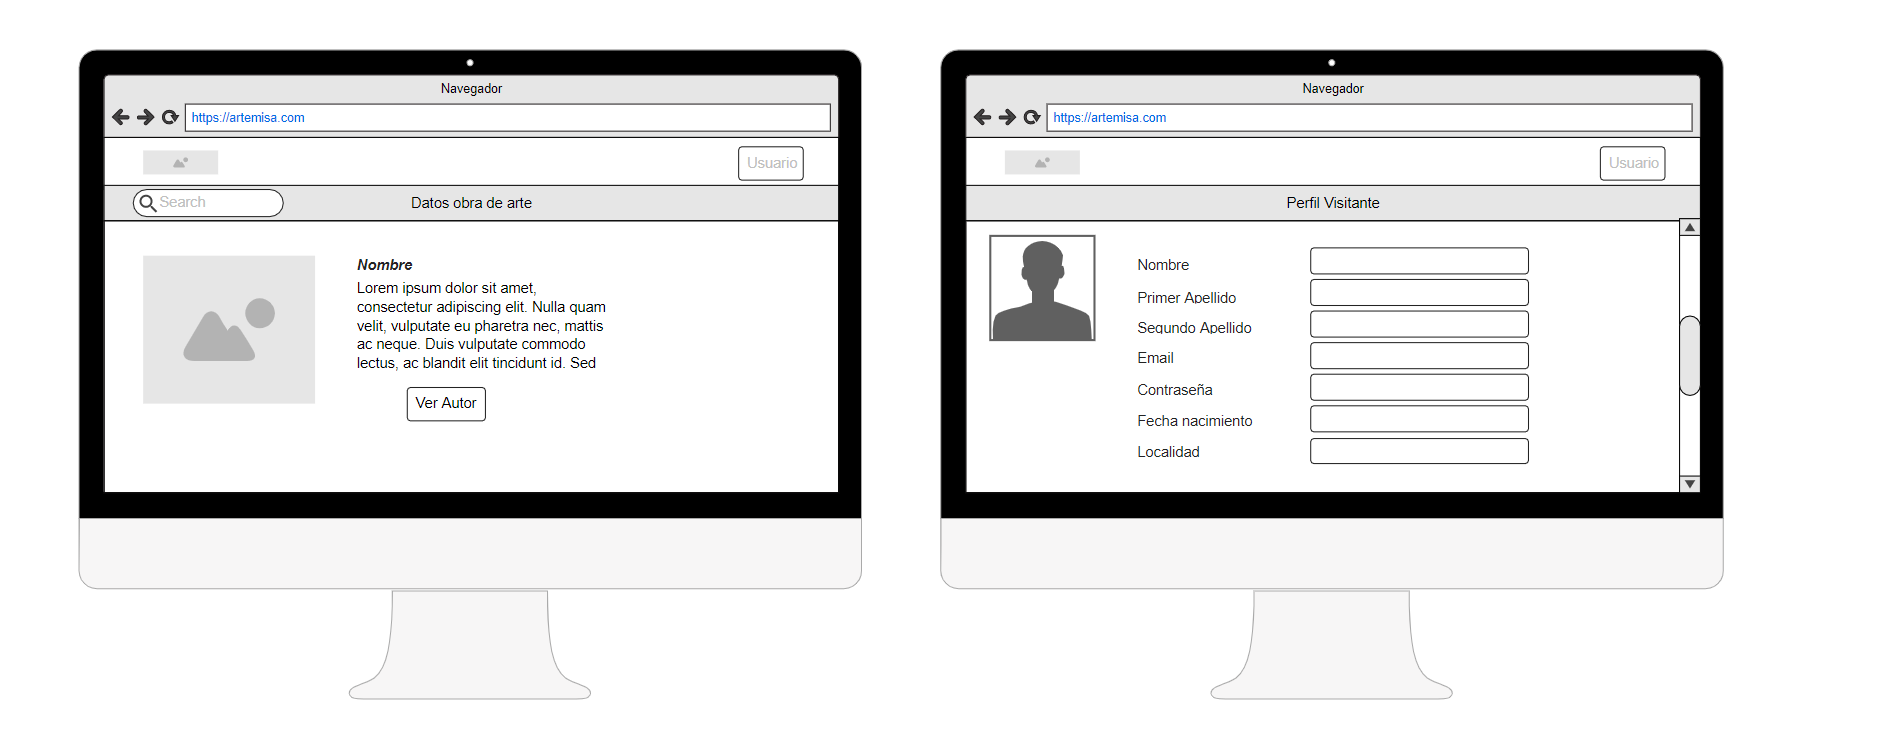 Navegador
https://artemisa.com
Usuario
Search
Datos obra de arte
Nombre
Lorem ipsum dolor sit amet,
consectetur adipiscing elit. Nulla quam
velit, vulputate eu pharetra nec, mattis
ac neque. Duis vulputate commodo
lectus, ac blandit elit tincidunt id. Sed
Ver Autor
Navegador
https://artemisa.com
Usuario
Perfil Visitante
Nombre
Primer Apellido
Segundo Apellido
Email
Contraseña
Fecha nacimiento
Localidad